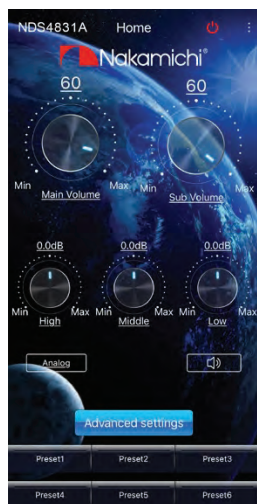 NDS4831A Home
Nakamichi®
60 60
Min Max Min Max
Main Volume Sub Volume
0.0dB 0.0dB 0.0dB
Min Max Min Max Min Max
High Middle Low
Analog
Advanced settings
Preset1 Preset2 Preset3
Preset4 Preset5 Preset6